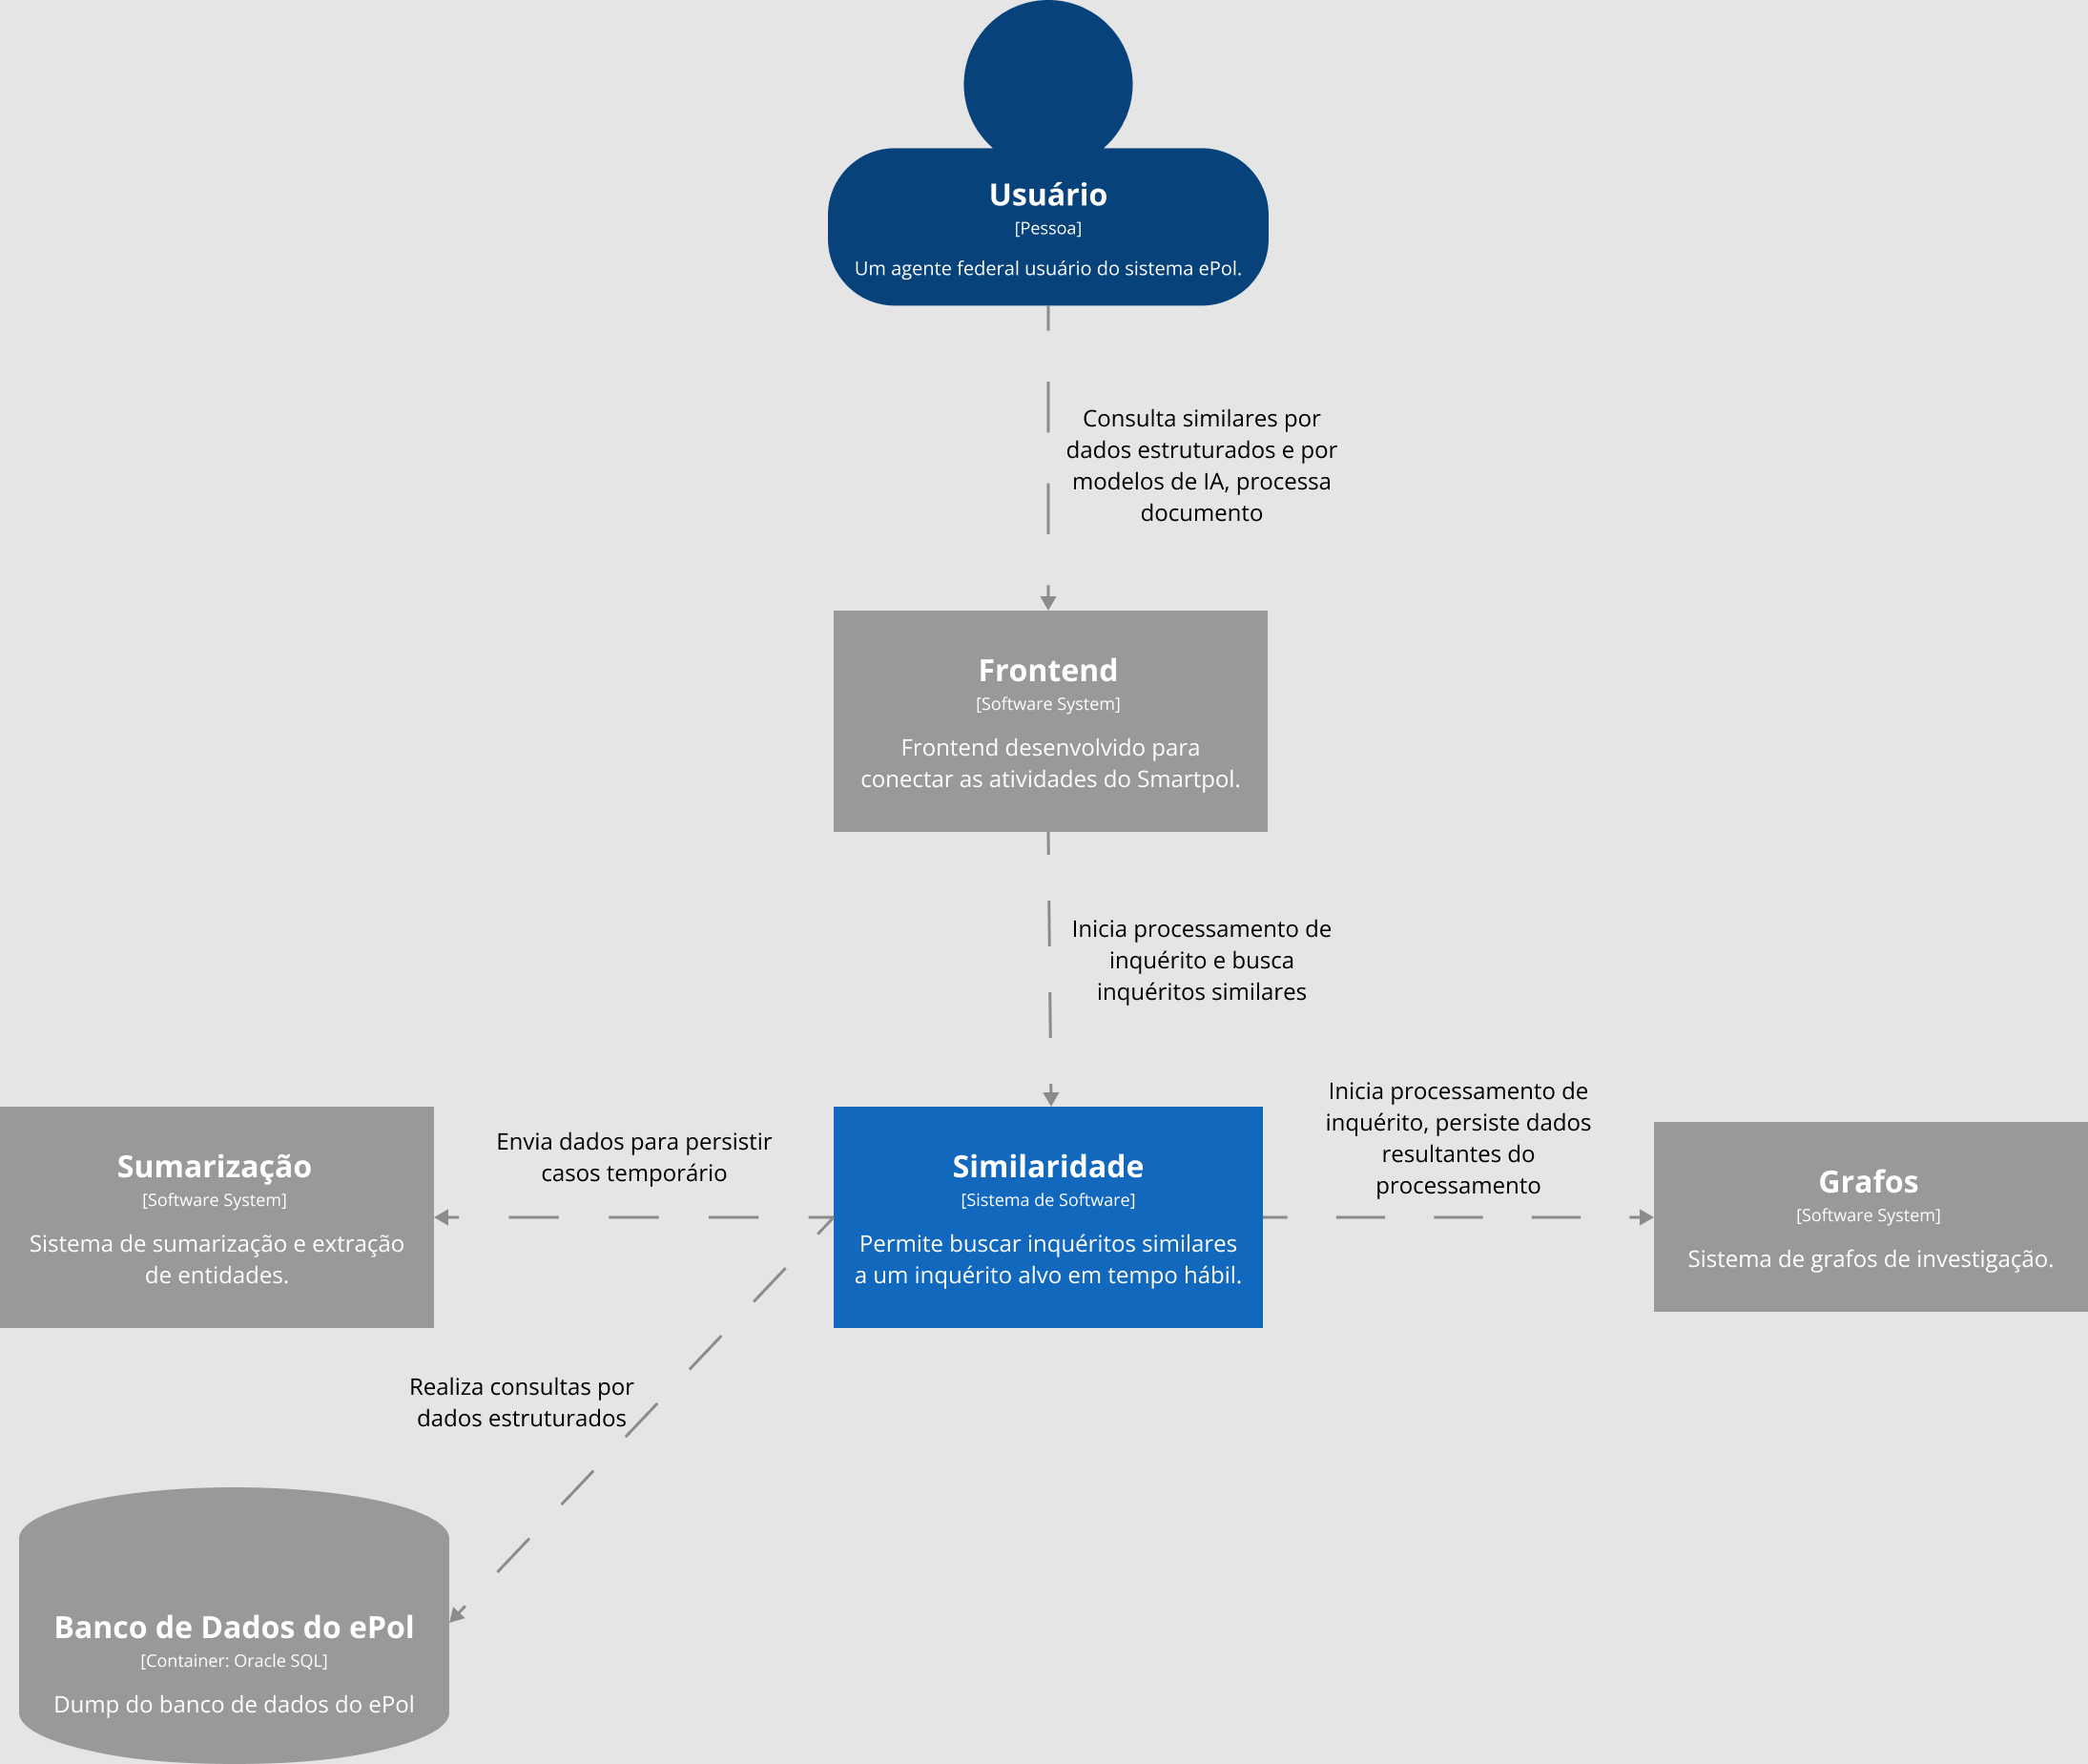 Usuário
[Pessoa]
Um agente federal usuário do sistema ePol.
Consulta similares por
dados estruturados e por
modelos de IA, processa
documento
Frontend
[Software System]
Frontend desenvolvido para
conectar as atividades do Smartpol.
Inicia processamento de
inquérito e busca
inquéritos similares
Sumarização
[Software System]
Sistema de sumarização e extração
de entidades.
Envia dados para persistir
casos temporário
Similaridade
[Sistema de Software]
Permite buscar inquéritos similares
a um inquérito alvo em tempo hábil.
Inicia processamento de
inquérito, persiste dados
resultantes do
processamento
Grafos
[Software System]
Sistema de grafos de investigação.
Realiza consultas por
dados estruturados
Banco de Dados do ePol
[Container: Oracle SQL]
Dump do banco de dados do ePol